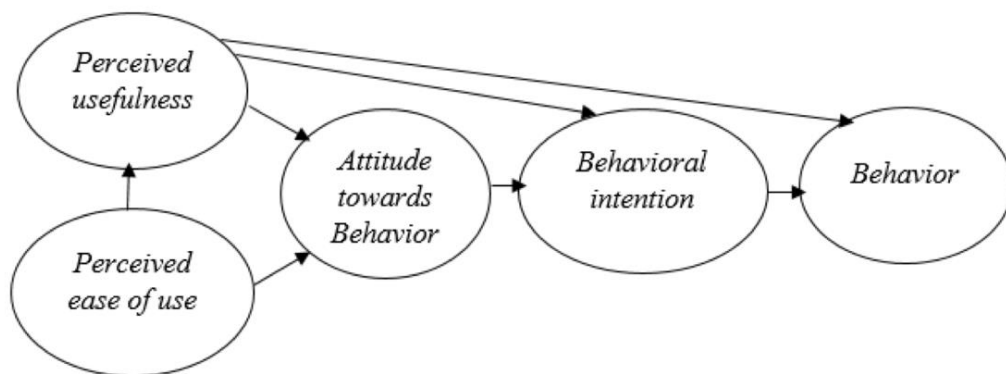 Perceived
usefulness
Perceived
ease of use
Attitude
towards
Behavior
Behavioral
intention
Behavior